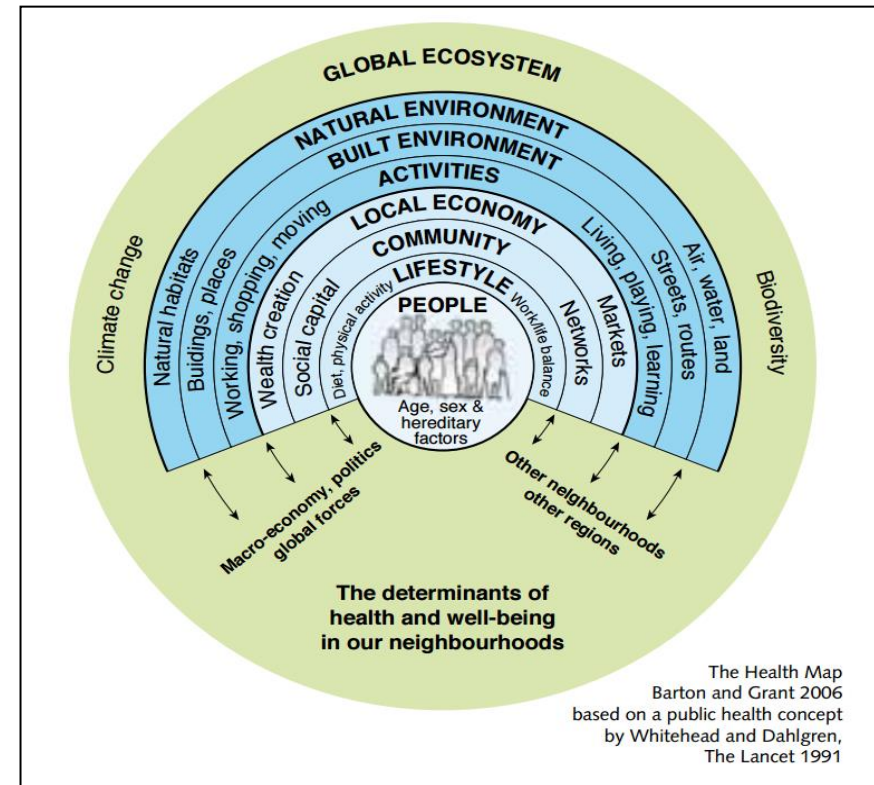 GLOBAL ECOSYSTEM
NATURAL ENVIRONMENT
BUILT ENVIRONMENT
ACTIVITIES
LOCAL ECONOMY
COMMUNITY
LIFESTYLE
PEOPLE
Age, sex &
hereditary
factors
Climate change
Natural habitats
Buidings, places
Working, shopping, moving
Wealth creation
Social capital
Diet, physical activity
Work/life balance
Networks
Markets
Living, playing, learning
Streets, routes
Air, water, land
Biodiversity
Macro-economy, politics
global forces
Other neighbourhoods
other regions
The determinants of
health and well-being
in our neighbourhoods
The Health Map
Barton and Grant 2006
based on a public health concept
by Whitehead and Dahlgren,
The Lancet 1991